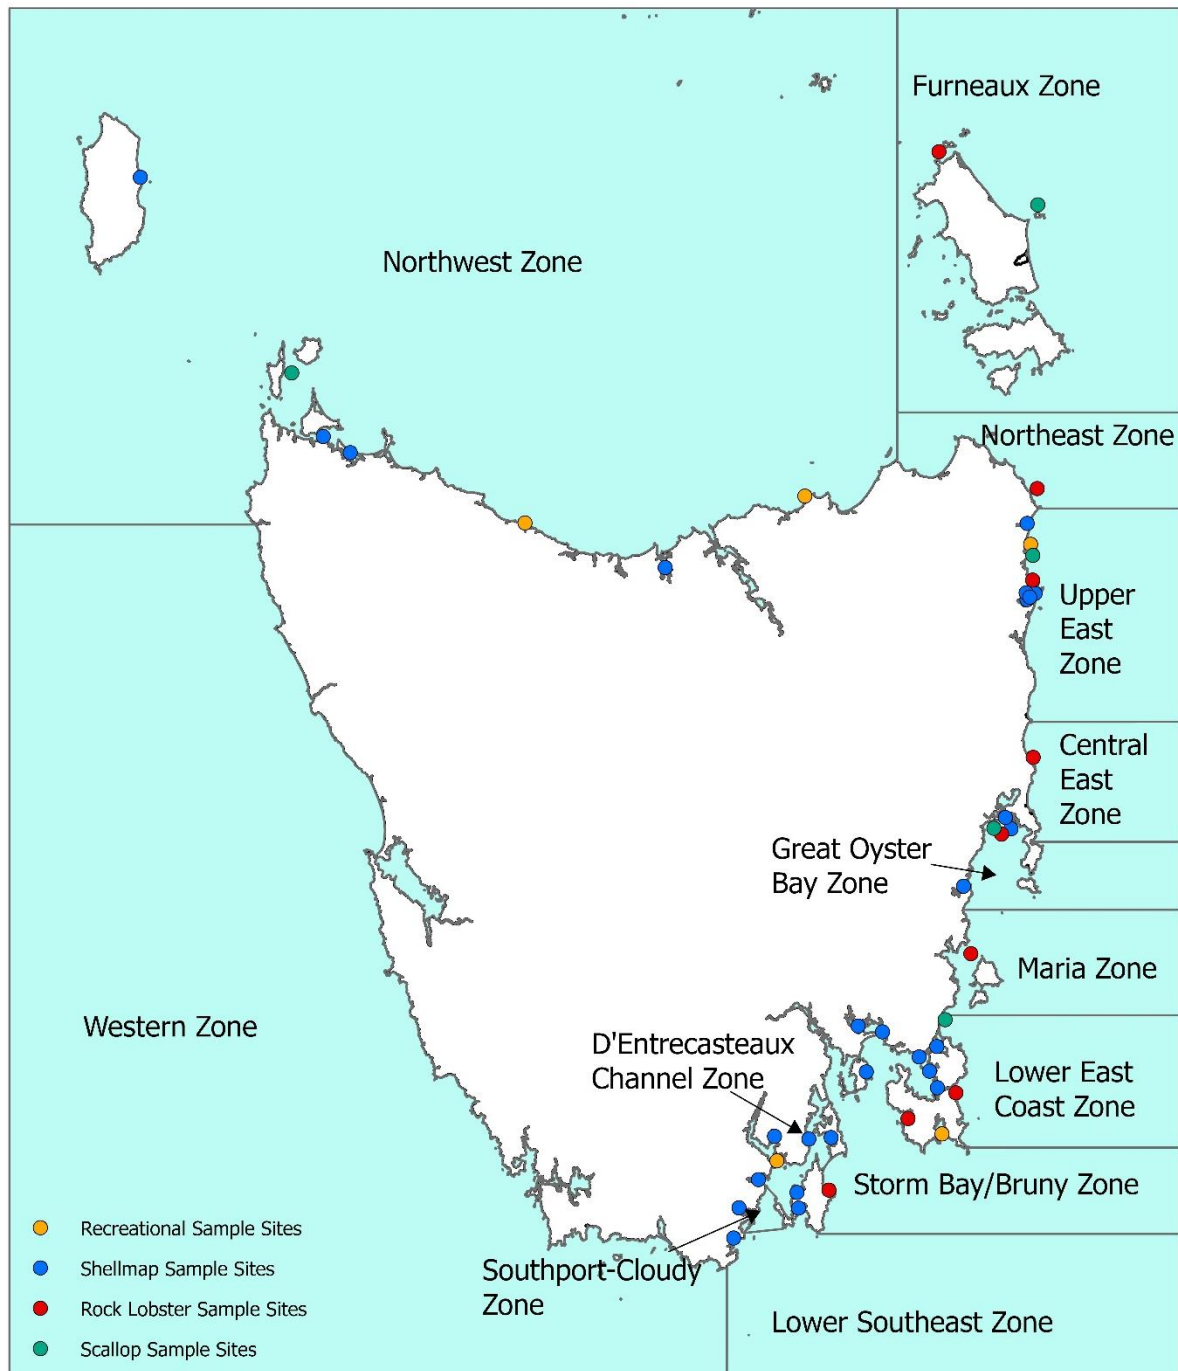 Furneaux Zone
Northwest Zone
Northeast Zone
Upper
East
Zone
Central
East
Zone
Great Oyster
Bay Zone
Maria Zone
Western Zone
D'Entrecasteaux
Channel Zone
Lower East
Coast Zone
Storm Bay/Bruny Zone
Southport-Cloudy
Zone
Lower Southeast Zone
Recreational Sample Sites
Shellmap Sample Sites
Rock Lobster Sample Sites
Scallop Sample Sites